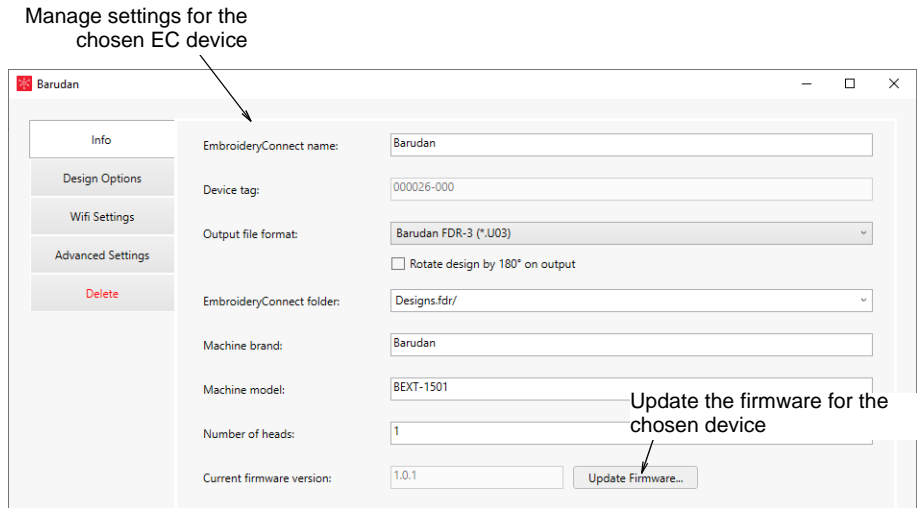 Manage settings for the
chosen EC device
Barudan
Info
Design Options
Wifi Settings
Advanced Settings
Delete
EmbroideryConnect name:
Barudan
Device tag:
000026-000
Output file format:
Barudan FDR-3 (*.U03)
Rotate design by 180° on output
EmbroideryConnect folder:
Designs.fdr/
Machine brand:
Barudan
Machine model:
BEXT-1501
Update the firmware for the
chosen device
Number of heads:
1
Current firmware version:
1.0.1
Update Firmware...